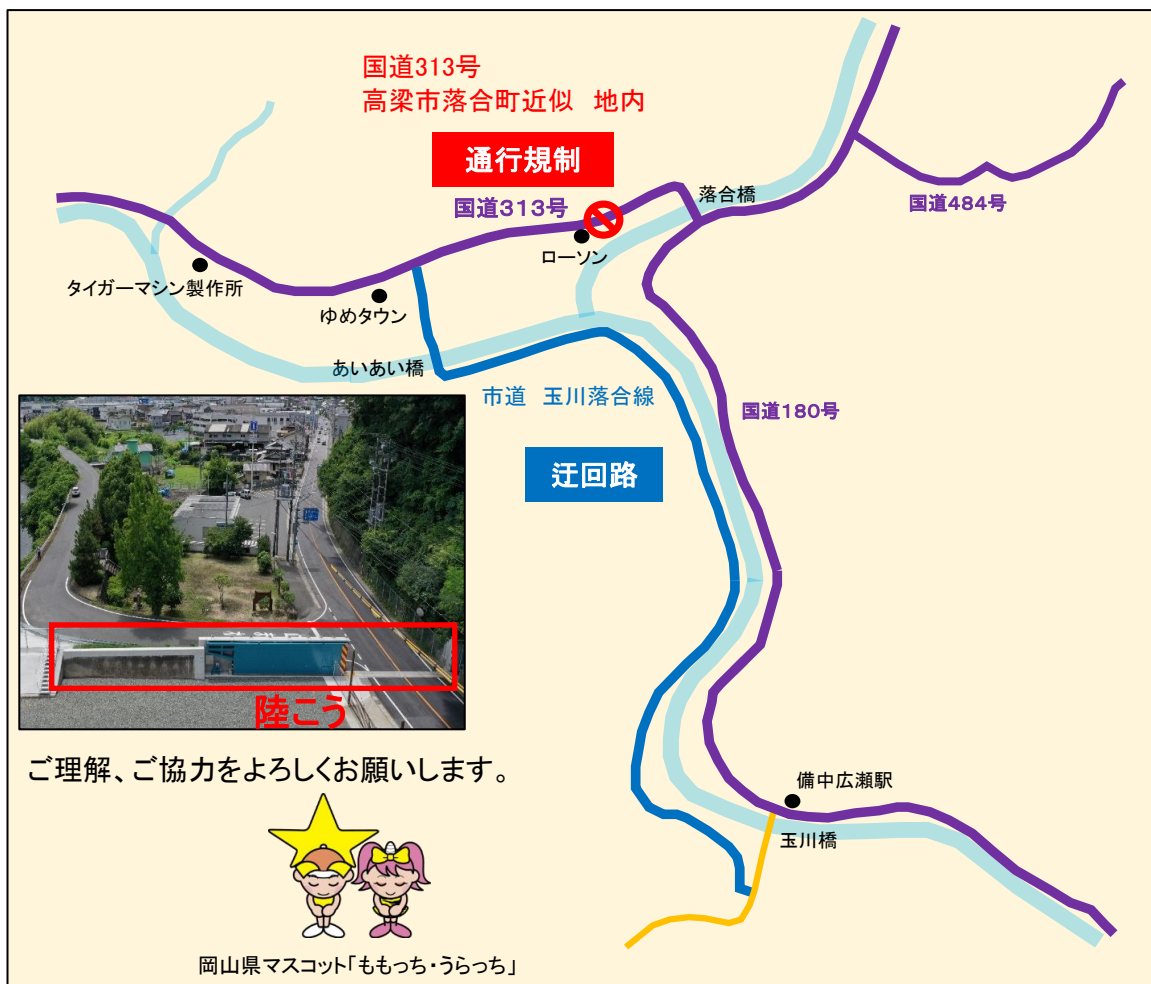 国道313号
高梁市落合町近似　地内
通行規制
国道313号
落合橋
国道484号
ローソン
タイガーマシン製作所
ゆめタウン
あいあい橋
市道　玉川落合線
国道180号
迂回路
陸こう
ご理解、ご協力をよろしくお願いします。
備中広瀬駅
玉川橋
岡山県マスコット「ももっち・うらっち」